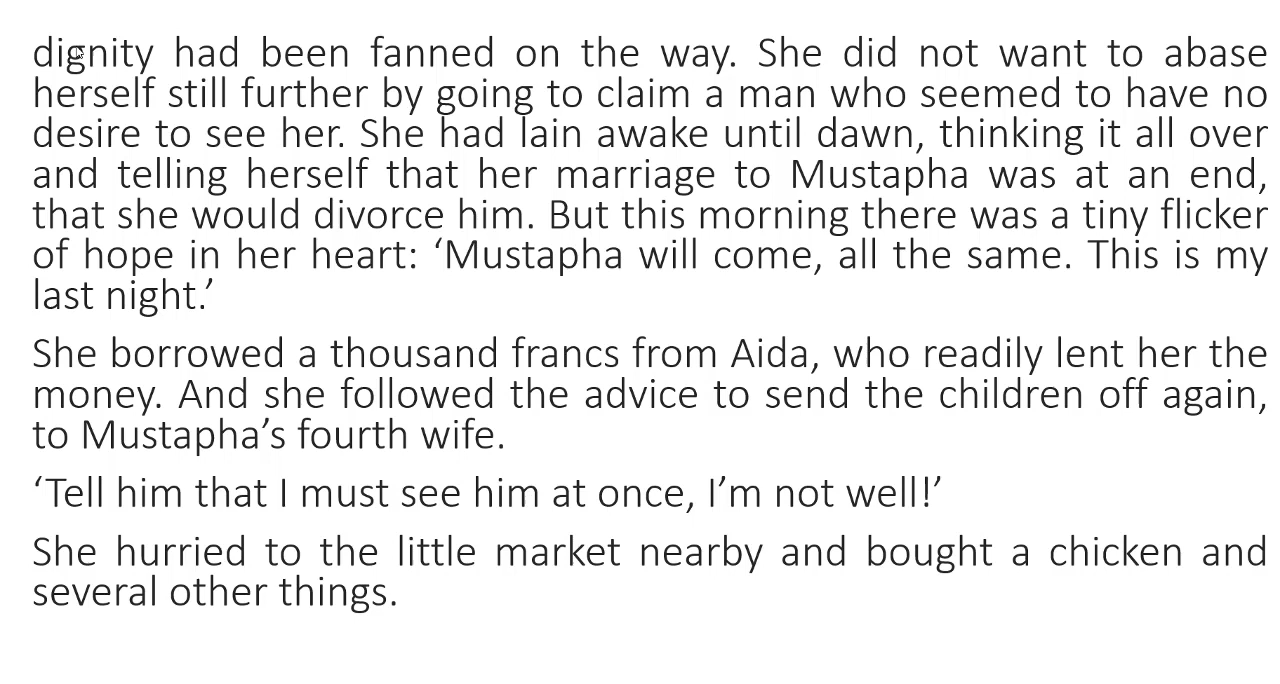 dignity had been fanned on the way. She did not want to abase
herself still further by going to claim a man who seemed to have no
desire to see her. She had lain awake until dawn, thinking it all over
and telling herself that her marriage to Mustapha was at an end,
that she would divorce him. But this morning there was a tiny flicker
of hope in her heart: ‘Mustapha will come, all the same. This is my
last night.’
She borrowed a thousand francs from Aida, who readily lent her the
money. And she followed the advice to send the children off again,
to Mustapha’s fourth wife.
‘Tell him that I must see him at once, I’m not well!’
She hurried to the little market nearby and bought a chicken and
several other things.